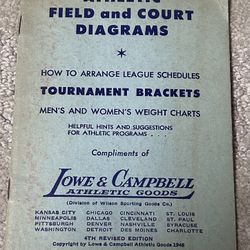 ATHLETIC
FIELD and COURT
DIAGRAMS
*
HOW TO ARRANGE LEAGUE SCHEDULES
TOURNAMENT BRACKETS
MEN'S AND WOMEN'S WEIGHT CHARTS
HELPFUL HINTS AND SUGGESTIONS
FOR ATHLETIC PROGRAMS . . .
Compliments of
LOWE & CAMPBELL
ATHLETIC GOODS
(Division of Wilson Sporting Goods Co.)
KANSAS CITY CHICAGO CINCINNATI ST. LOUIS
MINNEAPOLIS DALLAS CLEVELAND ST. PAUL
PITTSBURGH DENVER NASHVILLE SYRACUSE
WASHINGTON DETROIT DES MOINES CHARLOTTE
4TH REVISED EDITION
Copyright by Lowe & Campbell Athletic Goods 1948